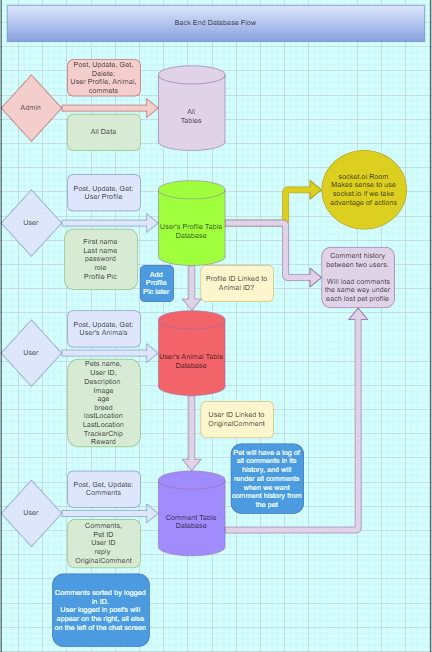 Back End Database Flow
Post, Update, Get,
Delete:
User Profile, Animal,
commets
Admin
All Data
All
Tables
Post, Update, Get:
User Profile
User
First name
Last name
password
role
Profile Pic
User's Profile Table
Database
socket.oi Room
Makes sense to use
socket.io if we take
advantage of actions
Comment history
between two users.
Will load comments
the same way under
each lost pet profile
Add
Profile
Pic later
Profile ID Linked to
Animal ID?
Post, Update, Get:
User's Animals
User
Pets name,
User ID,
Description
Image
age
breed
lostLocation
LastLocation
TrackerChip
Reward
User's Animal Table
Database
User ID Linked to
OriginalComment
Pet will have a log of
all comments in its
history, and will
render all comments
when we want
comment history from
the pet
Post, Get, Update:
Comments
User
Comments,
Pet ID
User ID
reply
OriginalComment
Comment Table
Database
Comments sorted by logged
in ID.
User logged in post's will
appear on the right, all else
on the left of the chat screen